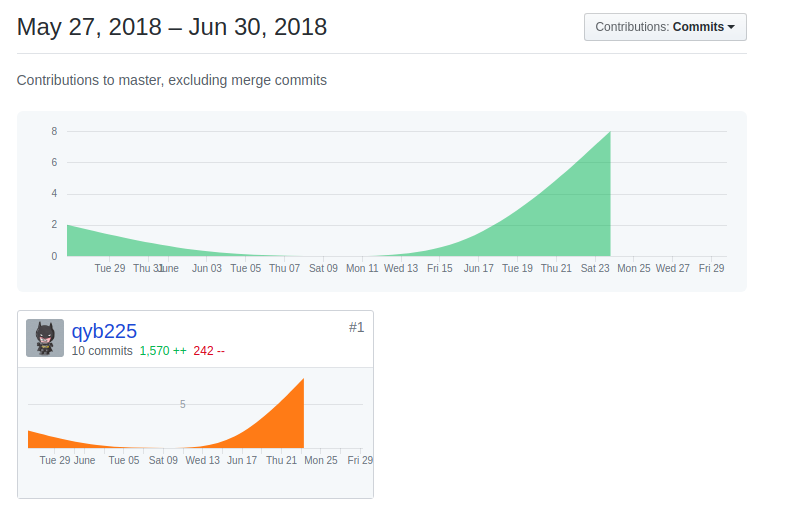 May 27, 2018 – Jun 30, 2018
Contributions: Commits
Contributions to master, excluding merge commits
8
6
4
2
0
Tue 29 Thu 31 June Jun 03 Tue 05 Thu 07 Sat 09 Mon 11 Wed 13 Fri 15 Jun 17 Tue 19 Thu 21 Sat 23 Mon 25 Wed 27 Fri 29
qyb225 #1
10 commits 1,570 ++ 242 --
5
Tue 29 June Tue 05 Sat 09 Wed 13 Jun 17 Thu 21 Mon 25 Fri 29